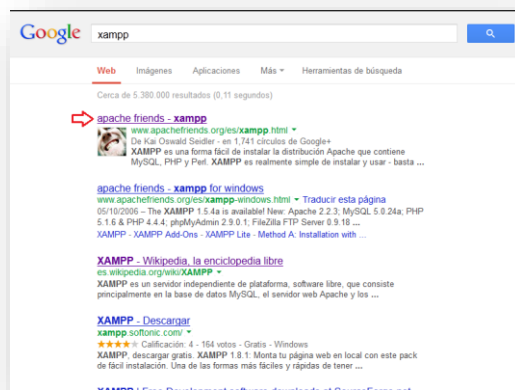 Google xampp
Web Imágenes Aplicaciones Más Herramientas de búsqueda
Cerca de 5.380.000 resultados (0,11 segundos)
apache friends - xampp
www.apachefriends.org/es/xampp.html
De Kai Oswald Seidler - en 1,741 círculos de Google+
XAMPP es una forma fácil de instalar la distribución Apache que contiene
MySQL, PHP y Perl. XAMPP es realmente simple de instalar y usar - basta ...
apache friends - xampp for windows
www.apachefriends.org/es/xampp-windows.html Traducir esta página
05/10/2006 – The XAMPP 1.5.4a is available! New: Apache 2.2.3; MySQL 5.0.24a; PHP
5.1.6 & PHP 4.4.4; phpMyAdmin 2.9.0.1; FileZilla FTP Server 0.9.18 ...
XAMPP - XAMPP Add-Ons - XAMPP Lite - Method A: Installation with ...
XAMPP - Wikipedia, la enciclopedia libre
es.wikipedia.org/wiki/XAMPP
XAMPP es un servidor independiente de plataforma, software libre, que consiste
principalmente en la base de datos MySQL, el servidor web Apache y los ...
XAMPP - Descargar
xampp.softonic.com/
Calificación: 4 - 164 votos - Gratis - Windows
XAMPP, descargar gratis. XAMPP 1.8.1: Monta tu página web en local con este pack
de fácil instalación. Una de las formas más fáciles y rápidas de tener ...
XAMPP | Free Development software downloads at SourceForge.net